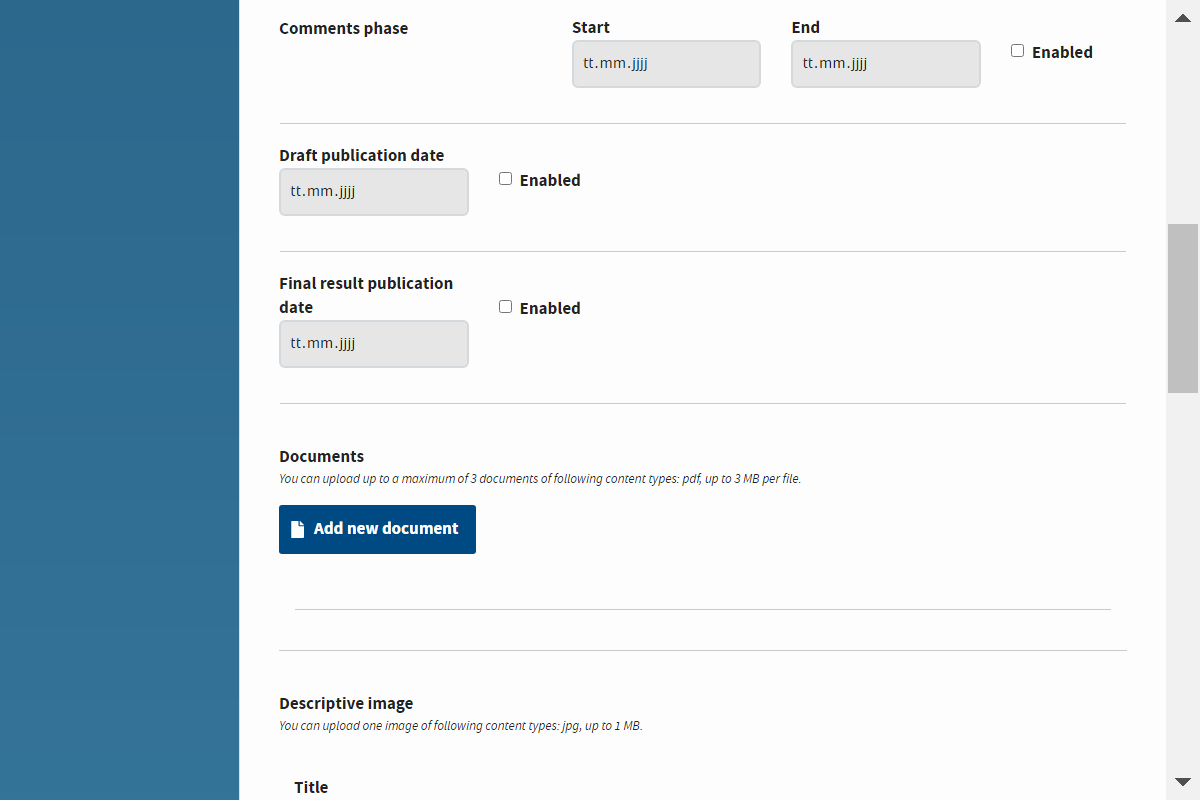 Comments phase
Start
End
tt.mm.jjjj
tt.mm.jjjj
Enabled
Draft publication date
tt.mm.jjjj
Enabled
Final result publication
date
tt.mm.jjjj
Enabled
Documents
You can upload up to a maximum of 3 documents of following content types: pdf, up to 3 MB per file.
Add new document
Descriptive image
You can upload one image of following content types: jpg, up to 1 MB.
Title